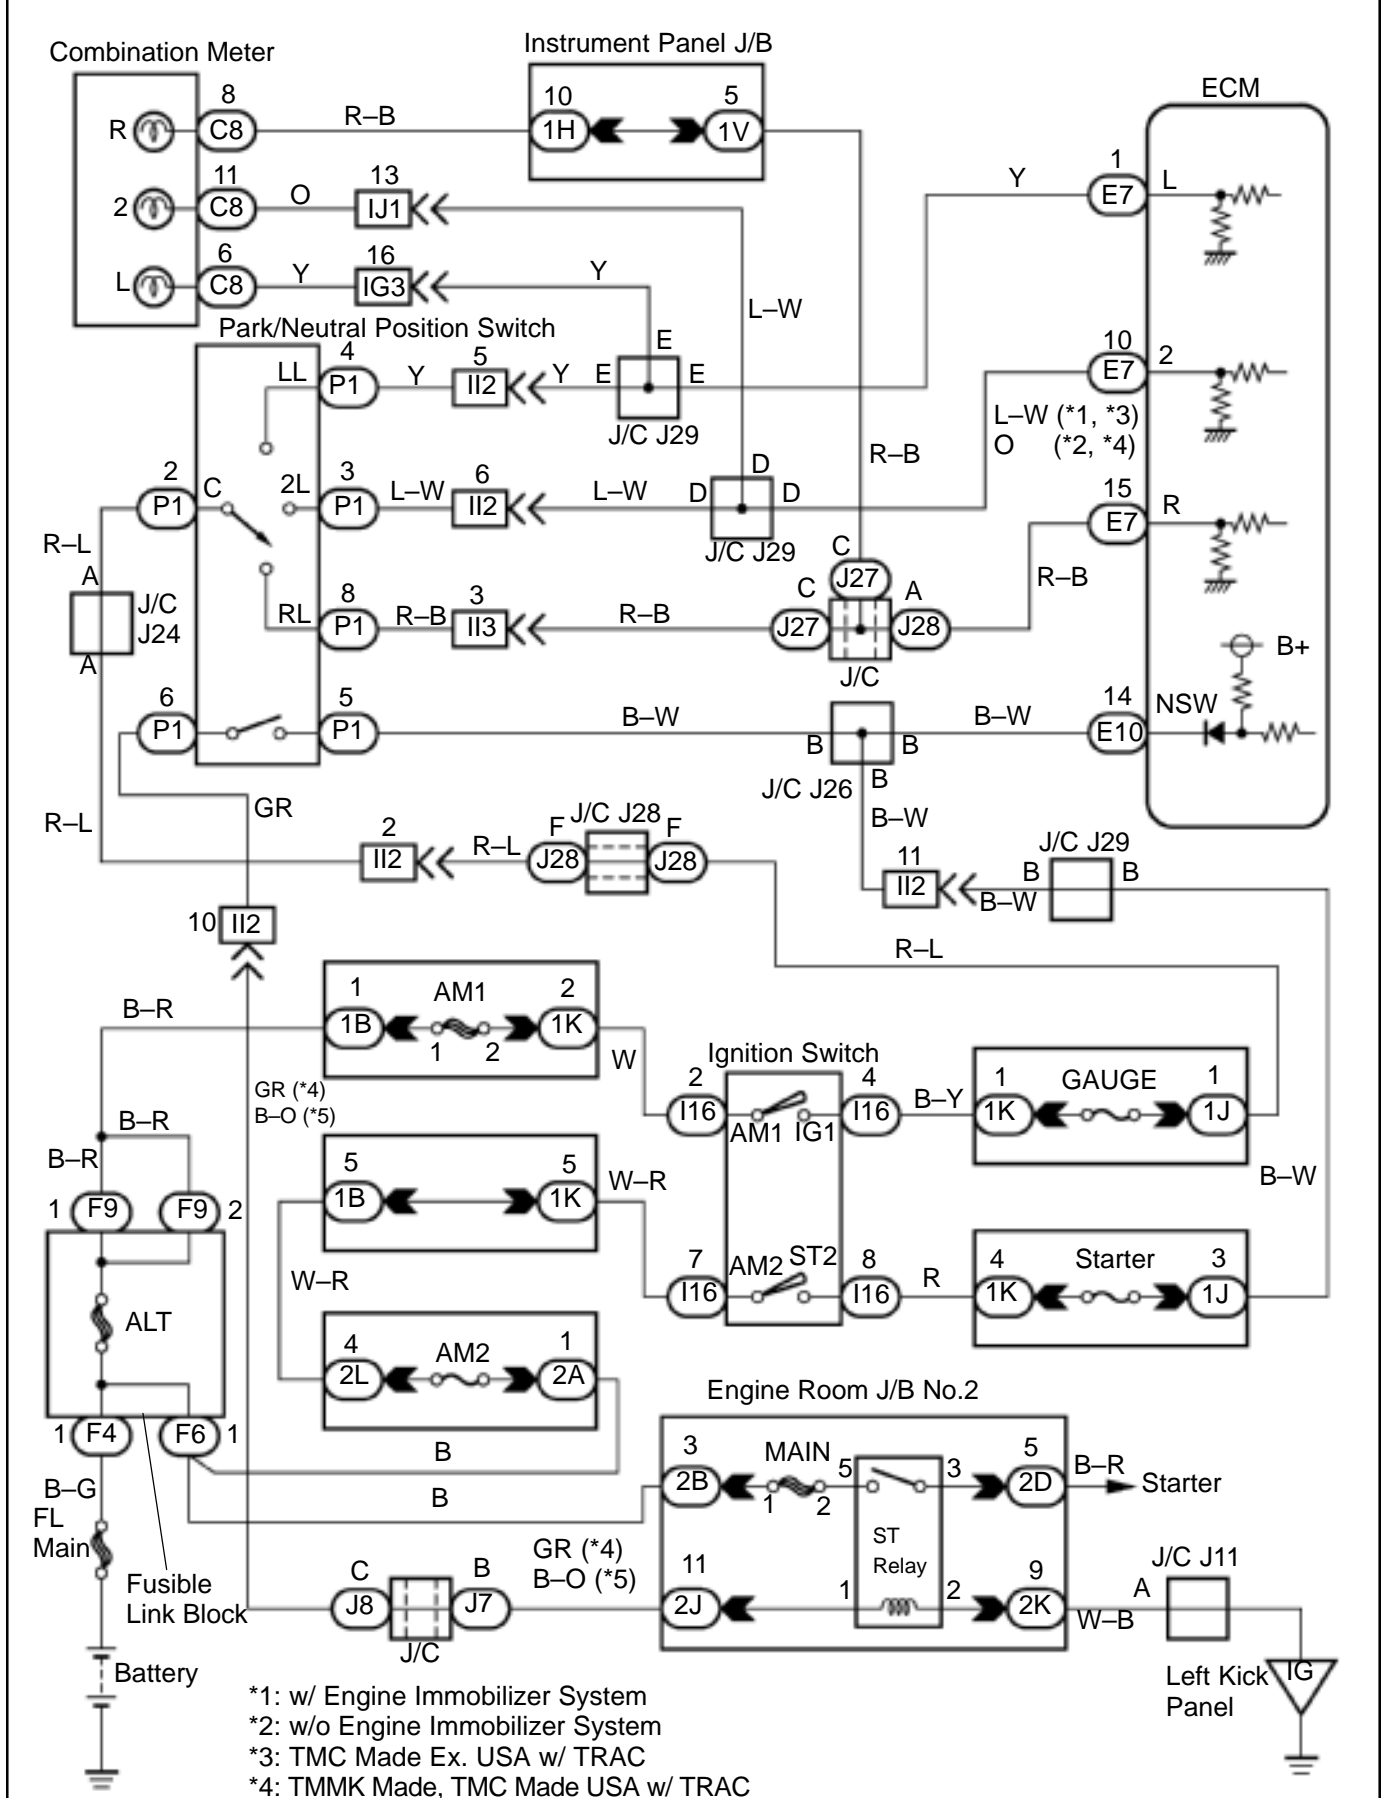 Combination Meter
Instrument Panel J/B
ECM
R
8
C8
R–B
10
1H
5
1V
2
11
C8
O
13
IJ1
L
6
C8
Y
16
IG3
Y
L–W
1
E7
Y
L
Park/Neutral Position Switch
LL
4
P1
Y
5
II2
Y
E
E
E
J/C J29
10
E7
2
L–W (*1, *3)
O (*2, *4)
R–B
2
P1
C
2L
3
P1
L–W
6
II2
L–W
D
D
D
J/C J29
15
E7
R
R–L
A
J/C
J24
A
RL
8
P1
R–B
3
II3
R–B
C
J27
C
J27
A
J28
J/C
R–B
B+
6
P1
5
P1
B–W
B
B
B
J/C J26
B–W
14
E10
NSW
GR
R–L
2
II2
R–L
F
J28
J/C J28
F
J28
B–W
11
II2
B–W
J/C J29
B
B
10
II2
R–L
B–R
1
1B
AM1
1
2
2
1K
W
GR (*4)
B–O (*5)
Ignition Switch
2
I16
AM1
IG1
4
I16
B–Y
1
1K
GAUGE
1
1J
B–R
B–R
1
F9
F9
2
5
1B
5
1K
W–R
B–W
W–R
7
I16
AM2
ST2
8
I16
R
4
1K
Starter
3
1J
ALT
4
2L
AM2
1
2A
Engine Room J/B No.2
1
F4
F6
1
B
B
B–G
FL
Main
3
2B
MAIN
1
2
5
3
5
2D
B–R
Starter
ST
Relay
Fusible
Link Block
C
J8
J/C
B
J7
GR (*4)
B–O (*5)
11
2J
1
2
9
2K
W–B
A
J/C J11
Battery
Left Kick
Panel
IG
*1: w/ Engine Immobilizer System
*2: w/o Engine Immobilizer System
*3: TMC Made Ex. USA w/ TRAC
*4: TMMK Made, TMC Made USA w/ TRAC